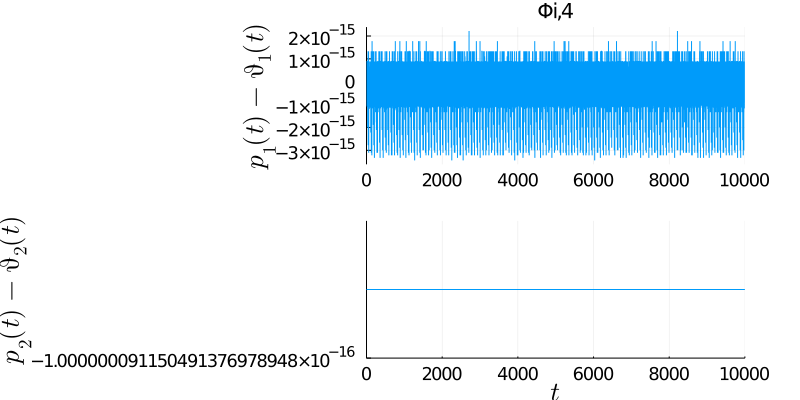 Φi,4
p₁(t) − ϑ₁(t)
2×10⁻¹⁵
1×10⁻¹⁵
0
−1×10⁻¹⁵
−2×10⁻¹⁵
−3×10⁻¹⁵
0 2000 4000 6000 8000 10000
p₂(t) − ϑ₂(t)
−1.0000000911504913769789​48×10⁻¹⁶
0 2000 4000 6000 8000 10000
t